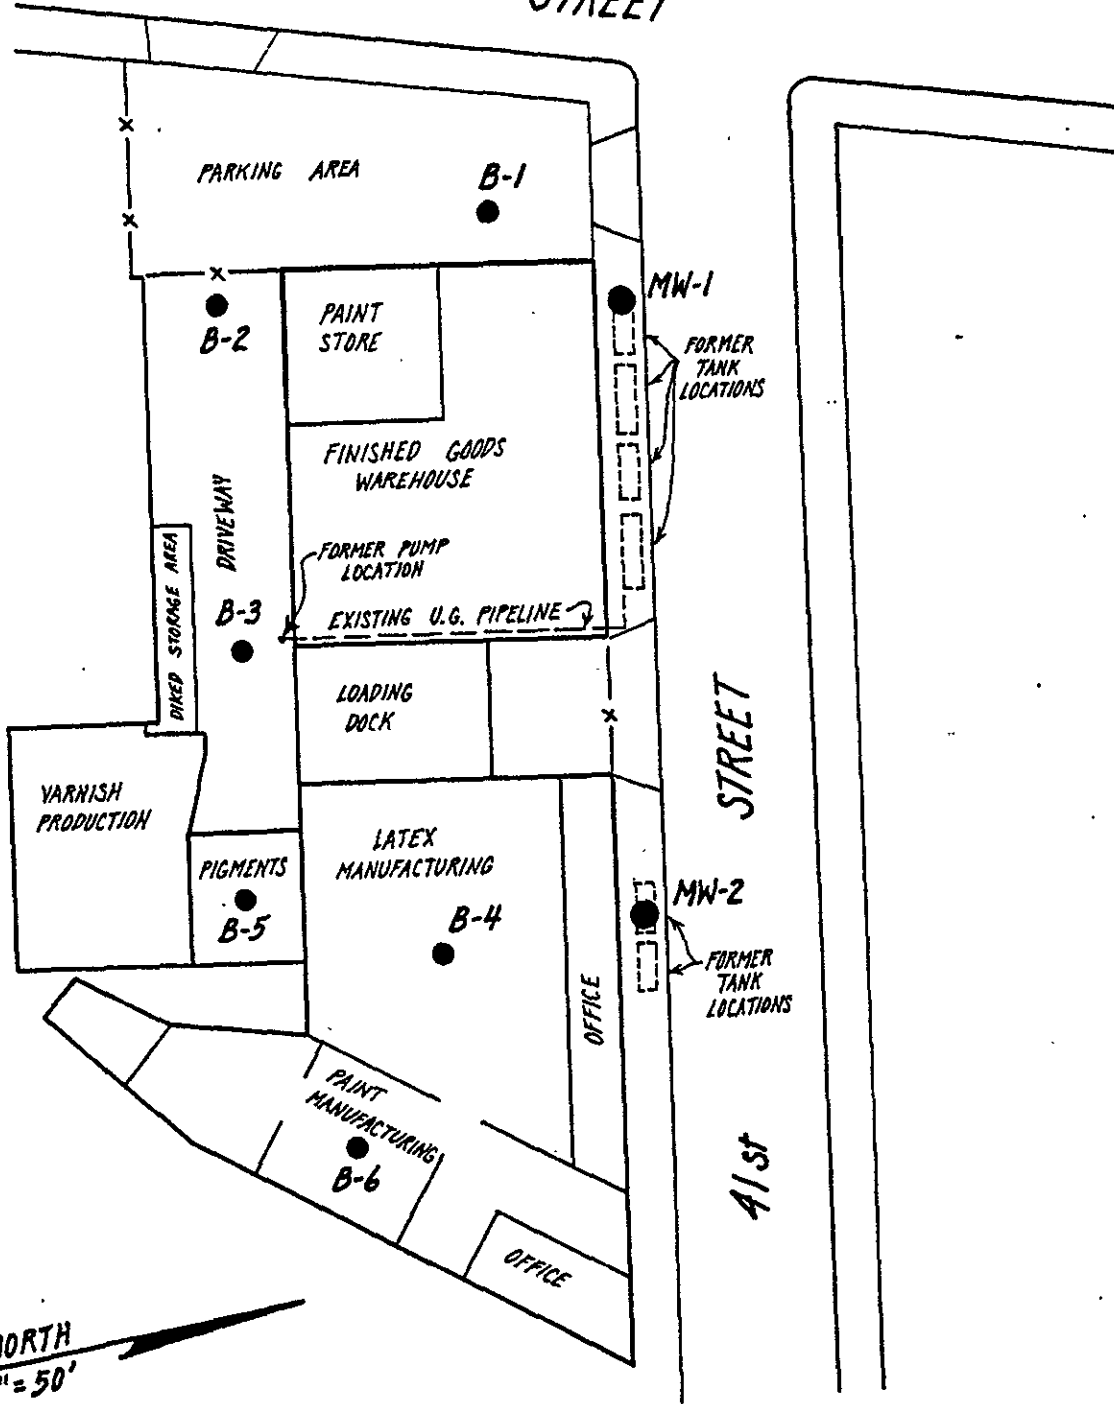 STREET
PARKING AREA
B-1
MW-1
B-2
PAINT
STORE
FORMER
TANK
LOCATIONS
FINISHED GOODS
WAREHOUSE
DRIVEWAY
FORMER PUMP
LOCATION
DIKED STORAGE AREA
B-3
EXISTING U.G. PIPELINE
LOADING
DOCK
STREET
VARNISH
PRODUCTION
LATEX
MANUFACTURING
PIGMENTS
B-5
B-4
MW-2
FORMER
TANK
LOCATIONS
OFFICE
PAINT
MANUFACTURING
B-6
41st
OFFICE
NORTH
" = 50'